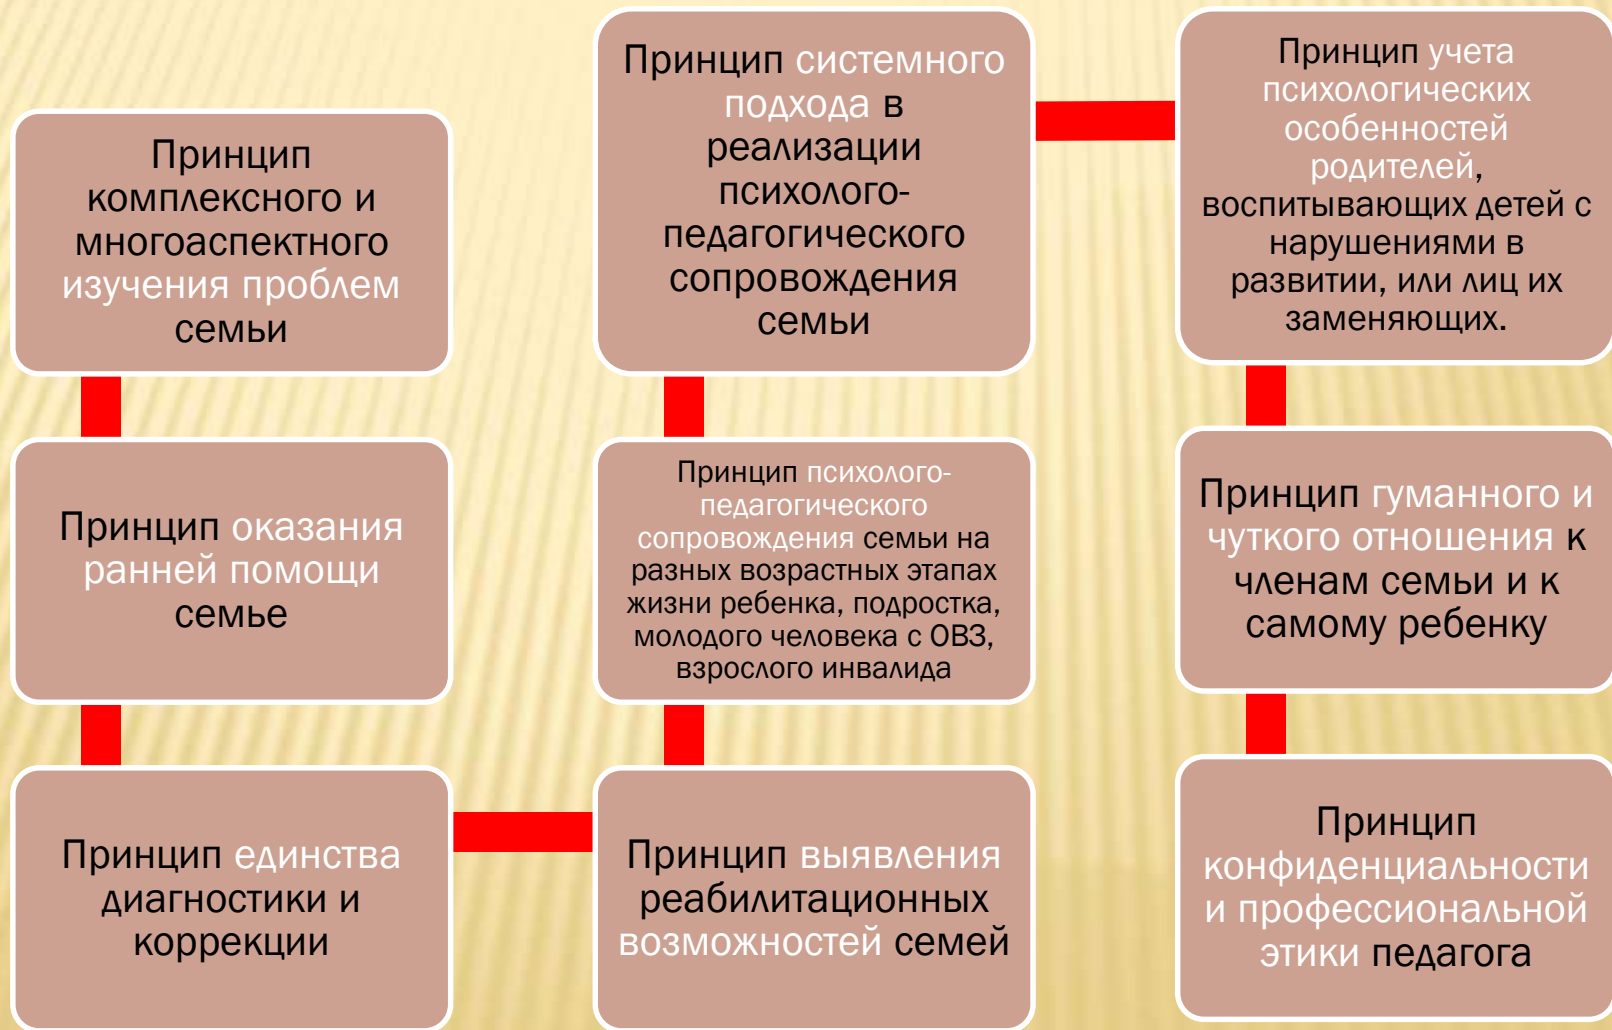 Принцип
комплексного и
многоаспектного
изучения проблем
семьи
Принцип оказания
ранней помощи
семье
Принцип единства
диагностики и
коррекции
Принцип выявления
реабилитационных
возможностей семей
Принцип психолого-
педагогического
сопровождения семьи на
разных возрастных этапах
жизни ребенка, подростка,
молодого человека с ОВЗ,
взрослого инвалида
Принцип системного
подхода в
реализации
психолого-
педагогического
сопровождения
семьи
Принцип учета
психологических
особенностей
родителей,
воспитывающих детей с
нарушениями в
развитии, или лиц их
заменяющих.
Принцип гуманного и
чуткого отношения к
членам семьи и к
самому ребенку
Принцип
конфиденциальности
и профессиональной
этики педагога